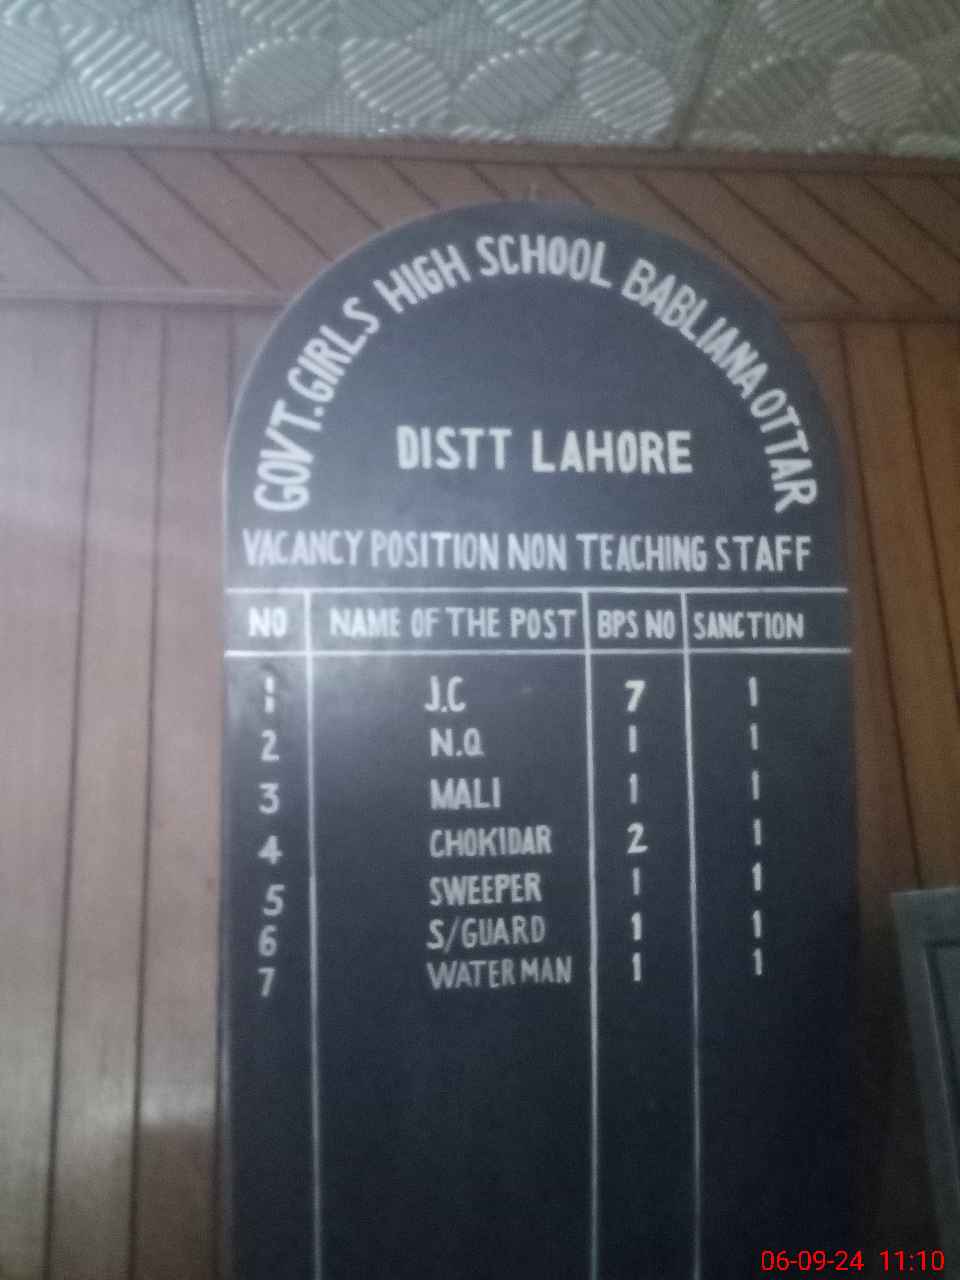 GOVT. GIRLS HIGH SCHOOL BABLIANA OTTAR
DISTT LAHORE
VACANCY POSITION NON TEACHING STAFF
NO NAME OF THE POST BPS NO SANCTION
1 J.C 7 1
2 N.Q 1 1
3 MALI 1 1
4 CHOKIDAR 2 1
5 SWEEPER 1 1
6 S/GUARD 1 1
7 WATER MAN 1 1
06-09-24 11:10